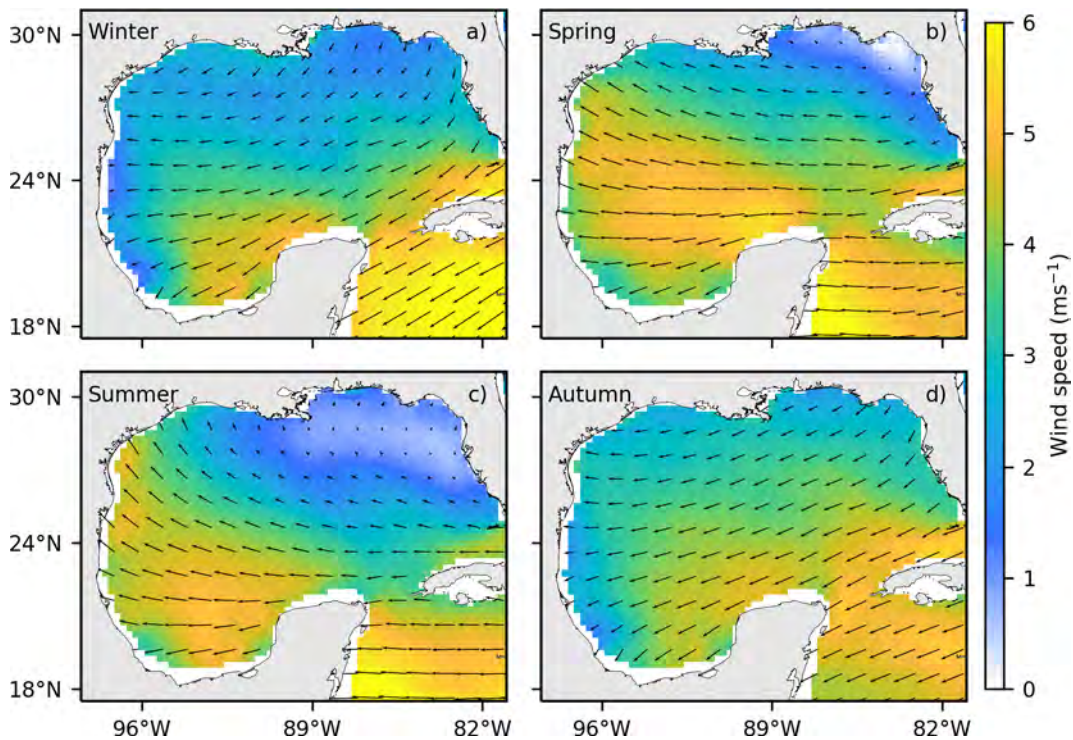 Winter a)
Spring b)
30°N
24°N
18°N
Summer c)
Autumn d)
30°N
24°N
18°N
96°W 89°W 82°W
96°W 89°W 82°W
6
5
4
3
2
1
0
Wind speed (ms⁻¹)